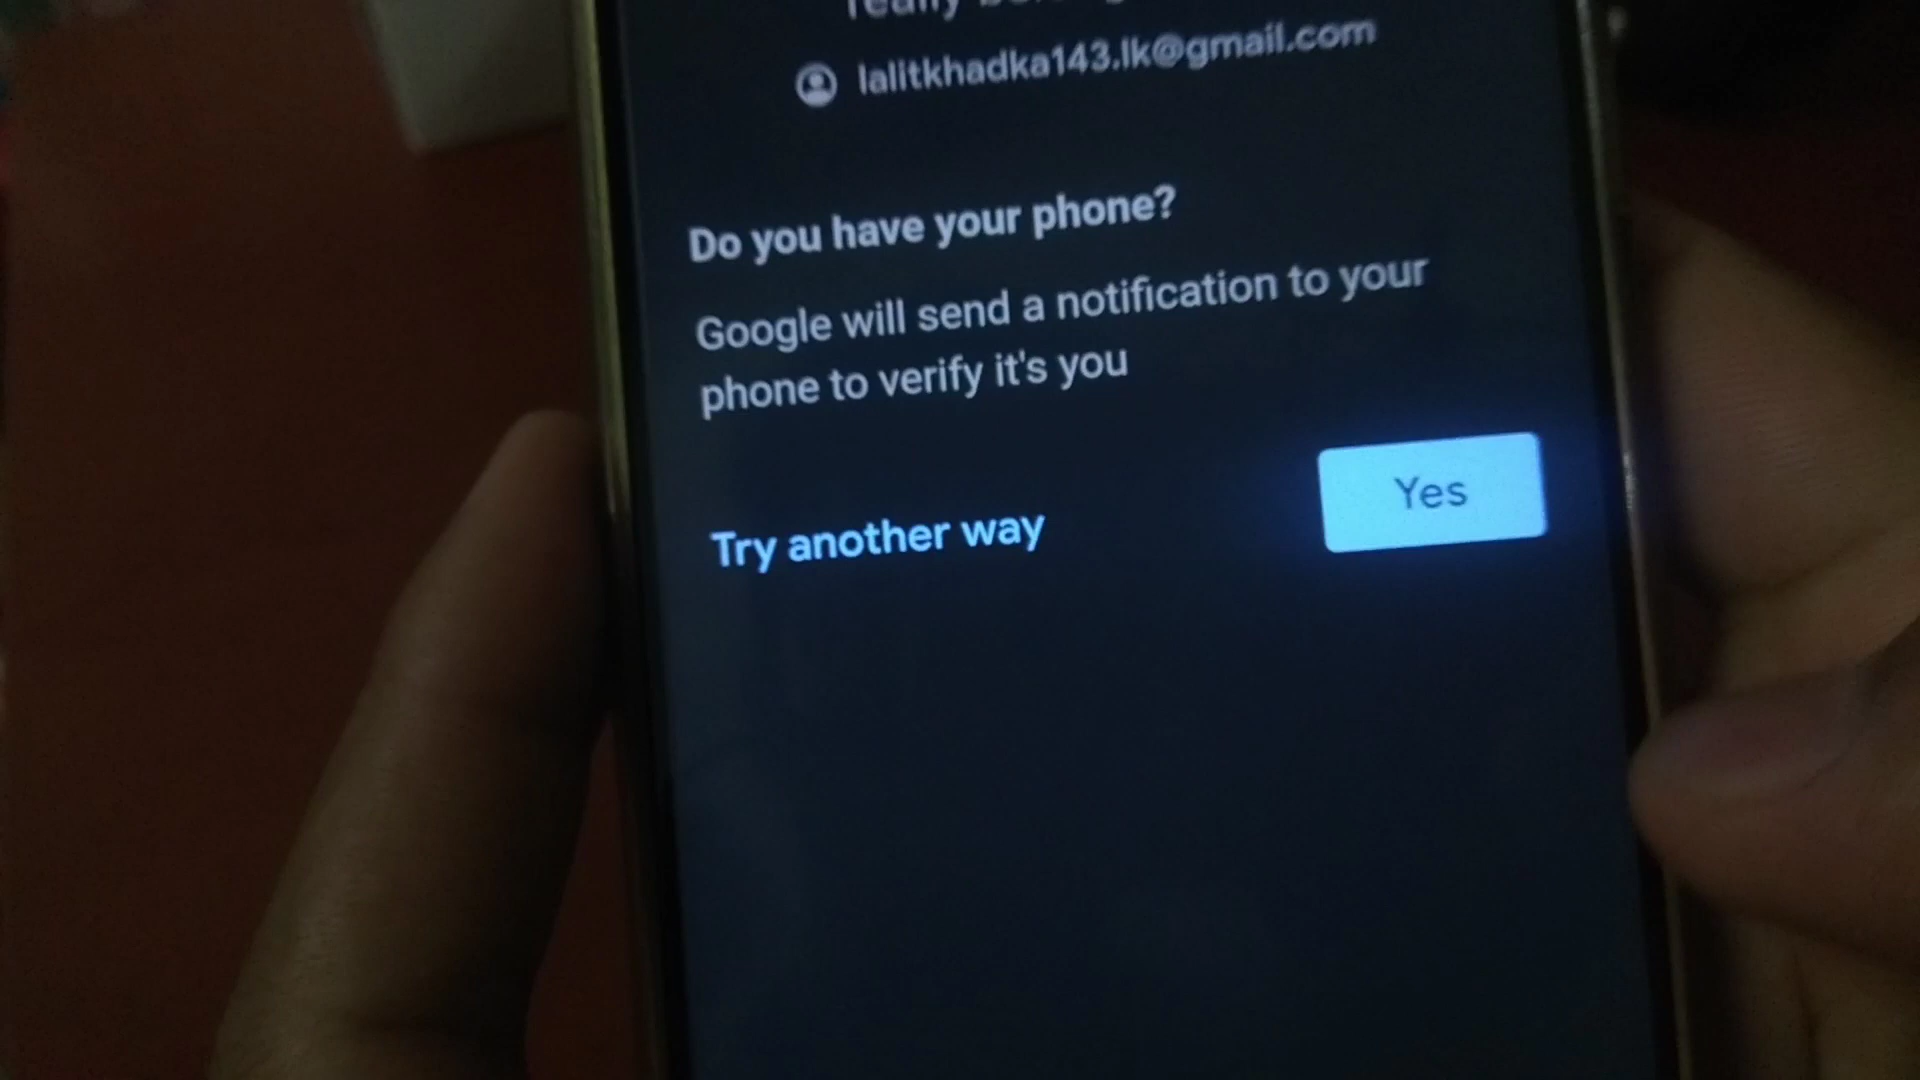 really
lalitkhadka143.lk@gmail.com
Do you have your phone?
Google will send a notification to your
phone to verify it's you
Try another way
Yes